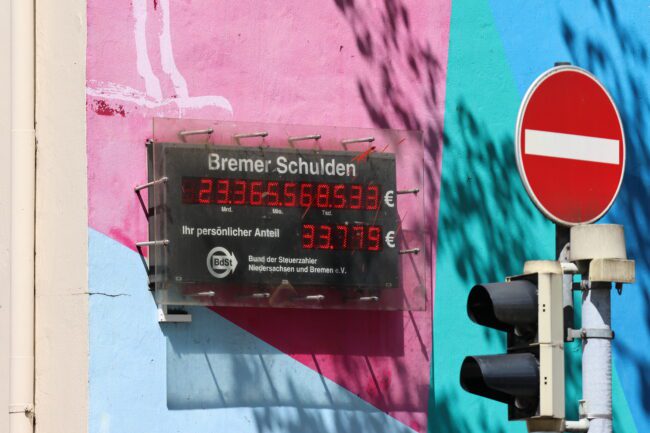 Bremer Schulden
23.365.568.533 €
Mrd. Mio. Tsd.
Ihr persönlicher Anteil 33.779 €
BdSt
Bund der Steuerzahler
Niedersachsen und Bremen e.V.